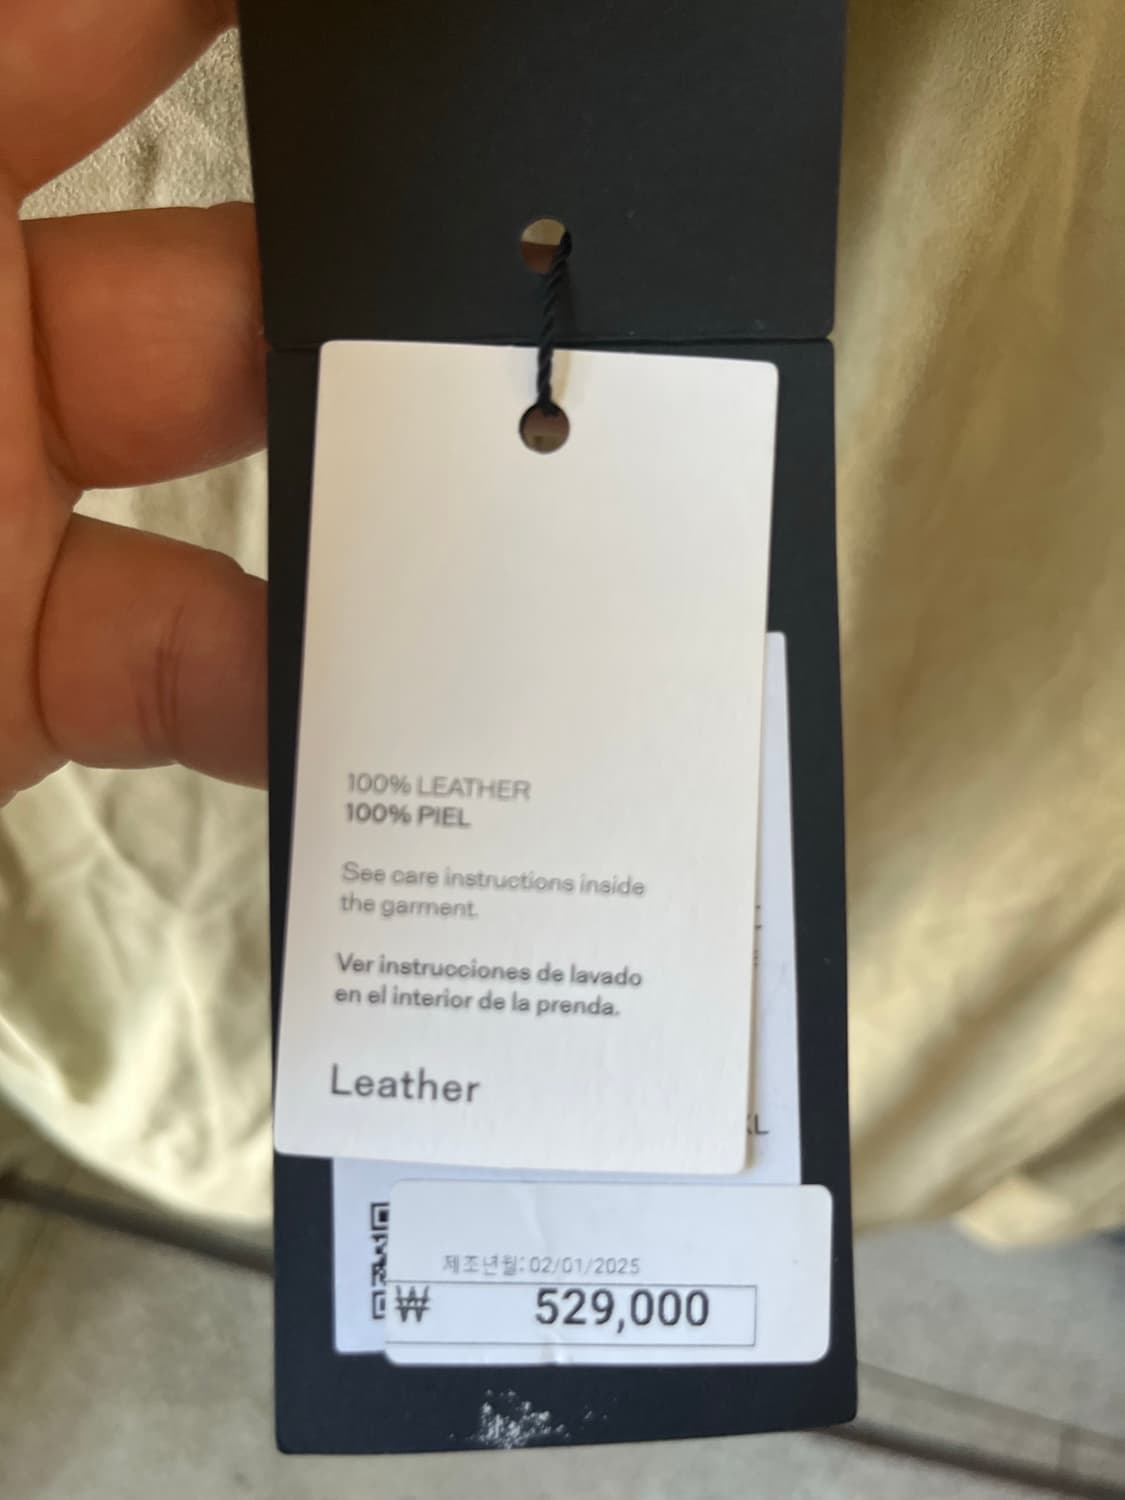 100% LEATHER
100% PIEL
See care instructions inside
the garment.
Ver instrucciones de lavado
en el interior de la prenda.
Leather
제조년월: 02/01/2025
₩ 529,000